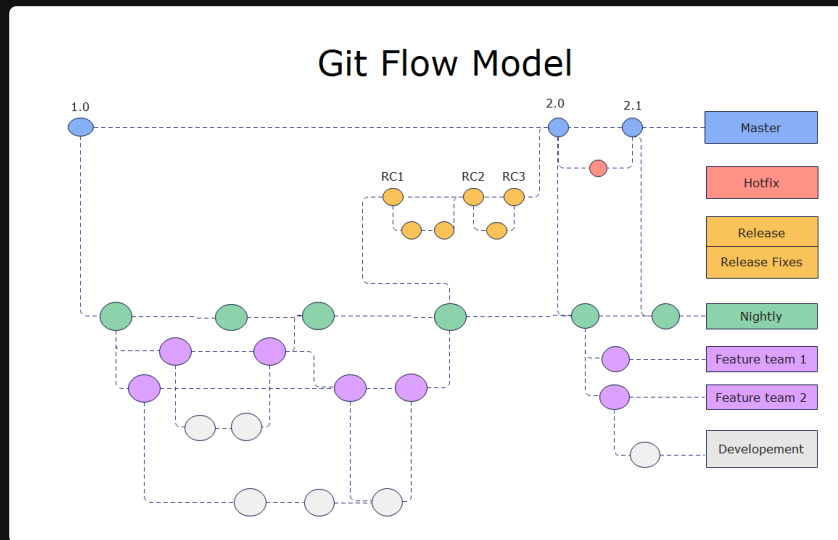 Git Flow Model
1.0
2.0
2.1
Master
RC1
RC2
RC3
Hotfix
Release
Release Fixes
Nightly
Feature team 1
Feature team 2
Developement